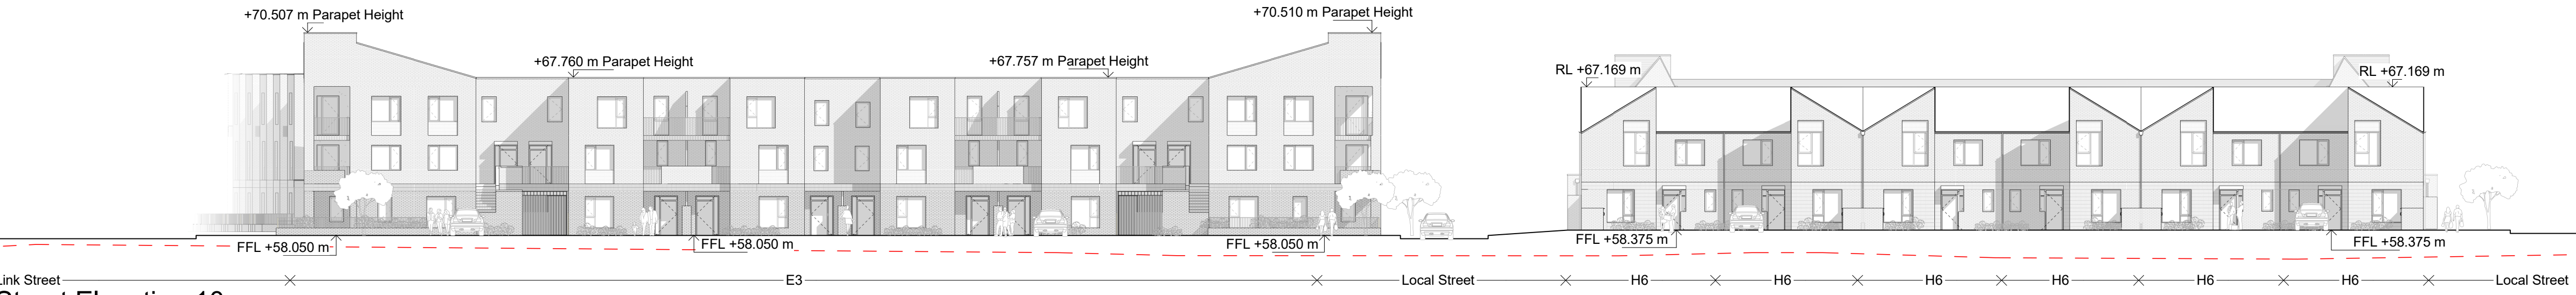 +70.507 m Parapet Height
+70.510 m Parapet Height
+67.760 m Parapet Height
+67.757 m Parapet Height
RL +67.169 m
RL +67.169 m
FFL +58.050 m
FFL +58.050 m
FFL +58.050 m
FFL +58.375 m
FFL +58.375 m
Link Street
E3
Local Street
H6
H6
H6
H6
H6
H6
Local Street